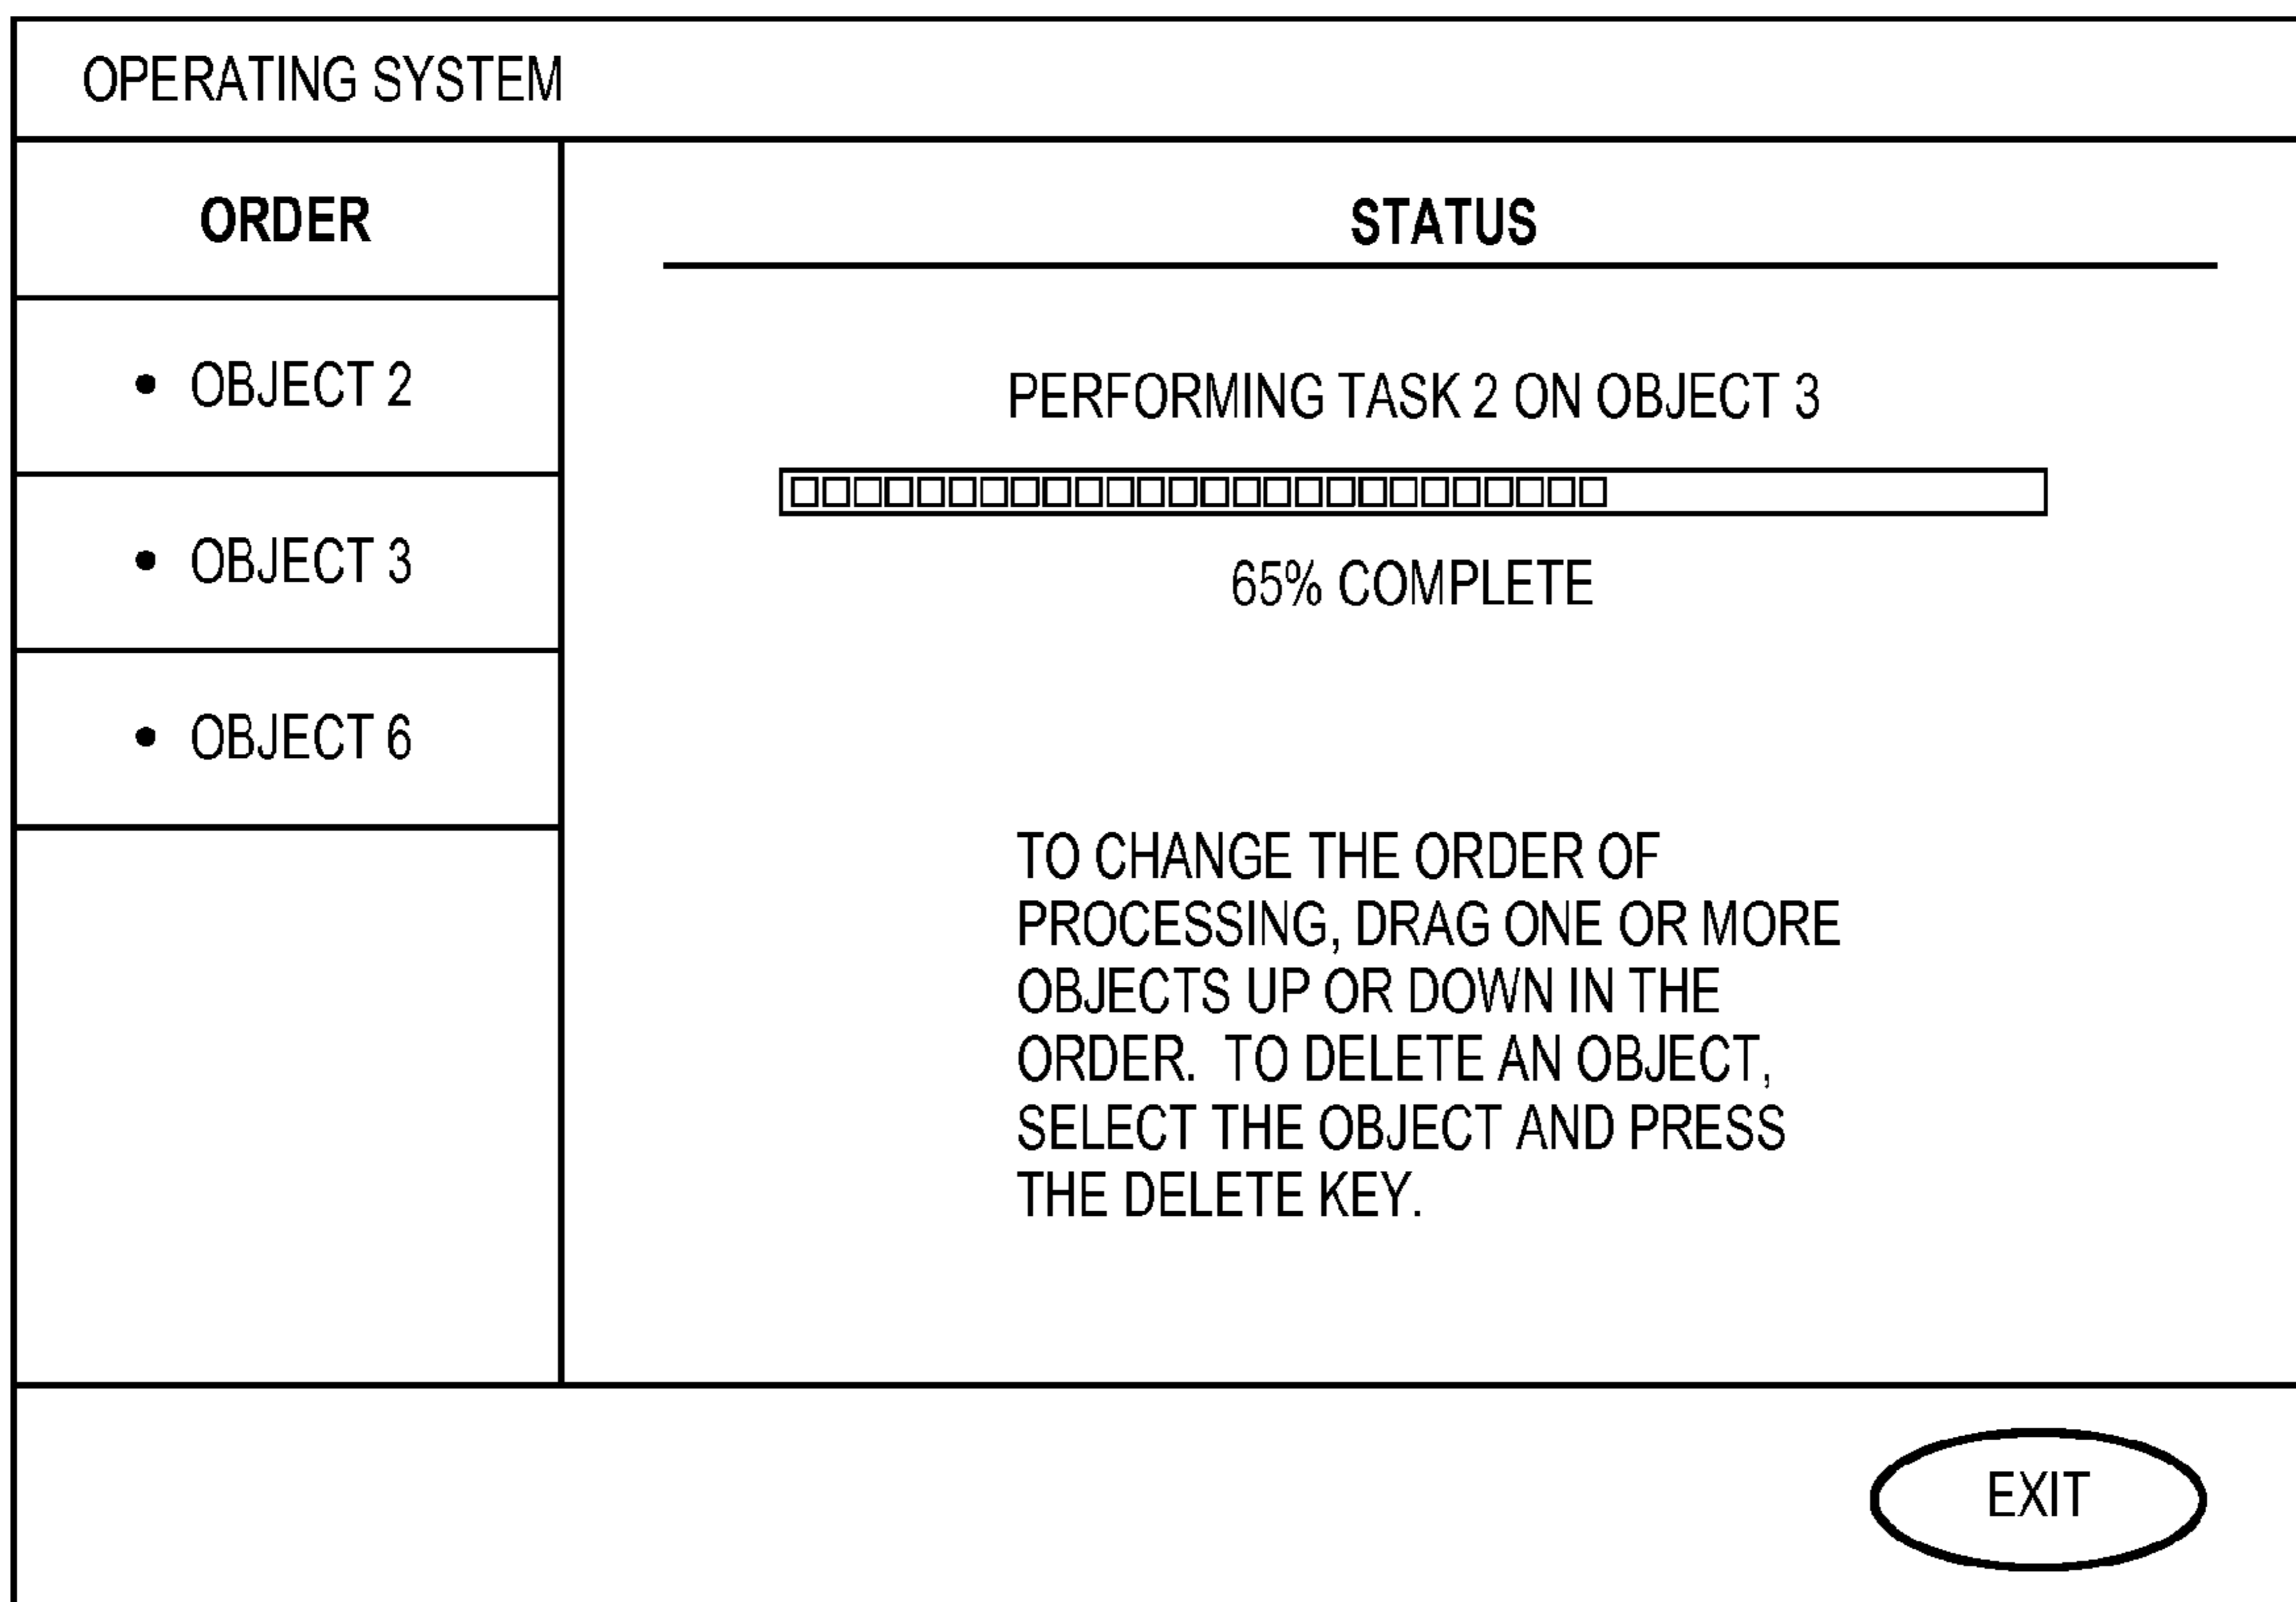 OPERATING SYSTEM
ORDER
• OBJECT 2
• OBJECT 3
• OBJECT 6
STATUS
PERFORMING TASK 2 ON OBJECT 3
65% COMPLETE
TO CHANGE THE ORDER OF
PROCESSING, DRAG ONE OR MORE
OBJECTS UP OR DOWN IN THE
ORDER. TO DELETE AN OBJECT,
SELECT THE OBJECT AND PRESS
THE DELETE KEY.
EXIT